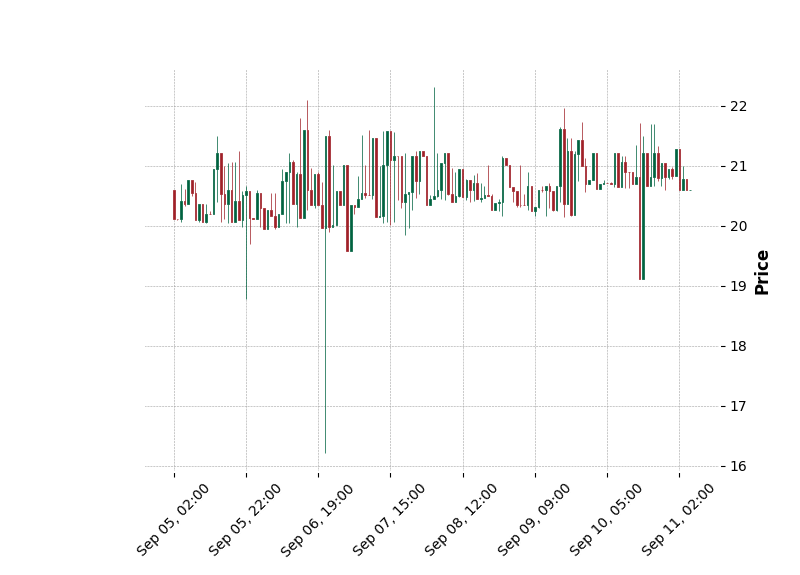 22
21
20
19
18
17
16
Price
Sep 05, 02:00
Sep 05, 22:00
Sep 06, 19:00
Sep 07, 15:00
Sep 08, 12:00
Sep 09, 09:00
Sep 10, 05:00
Sep 11, 02:00